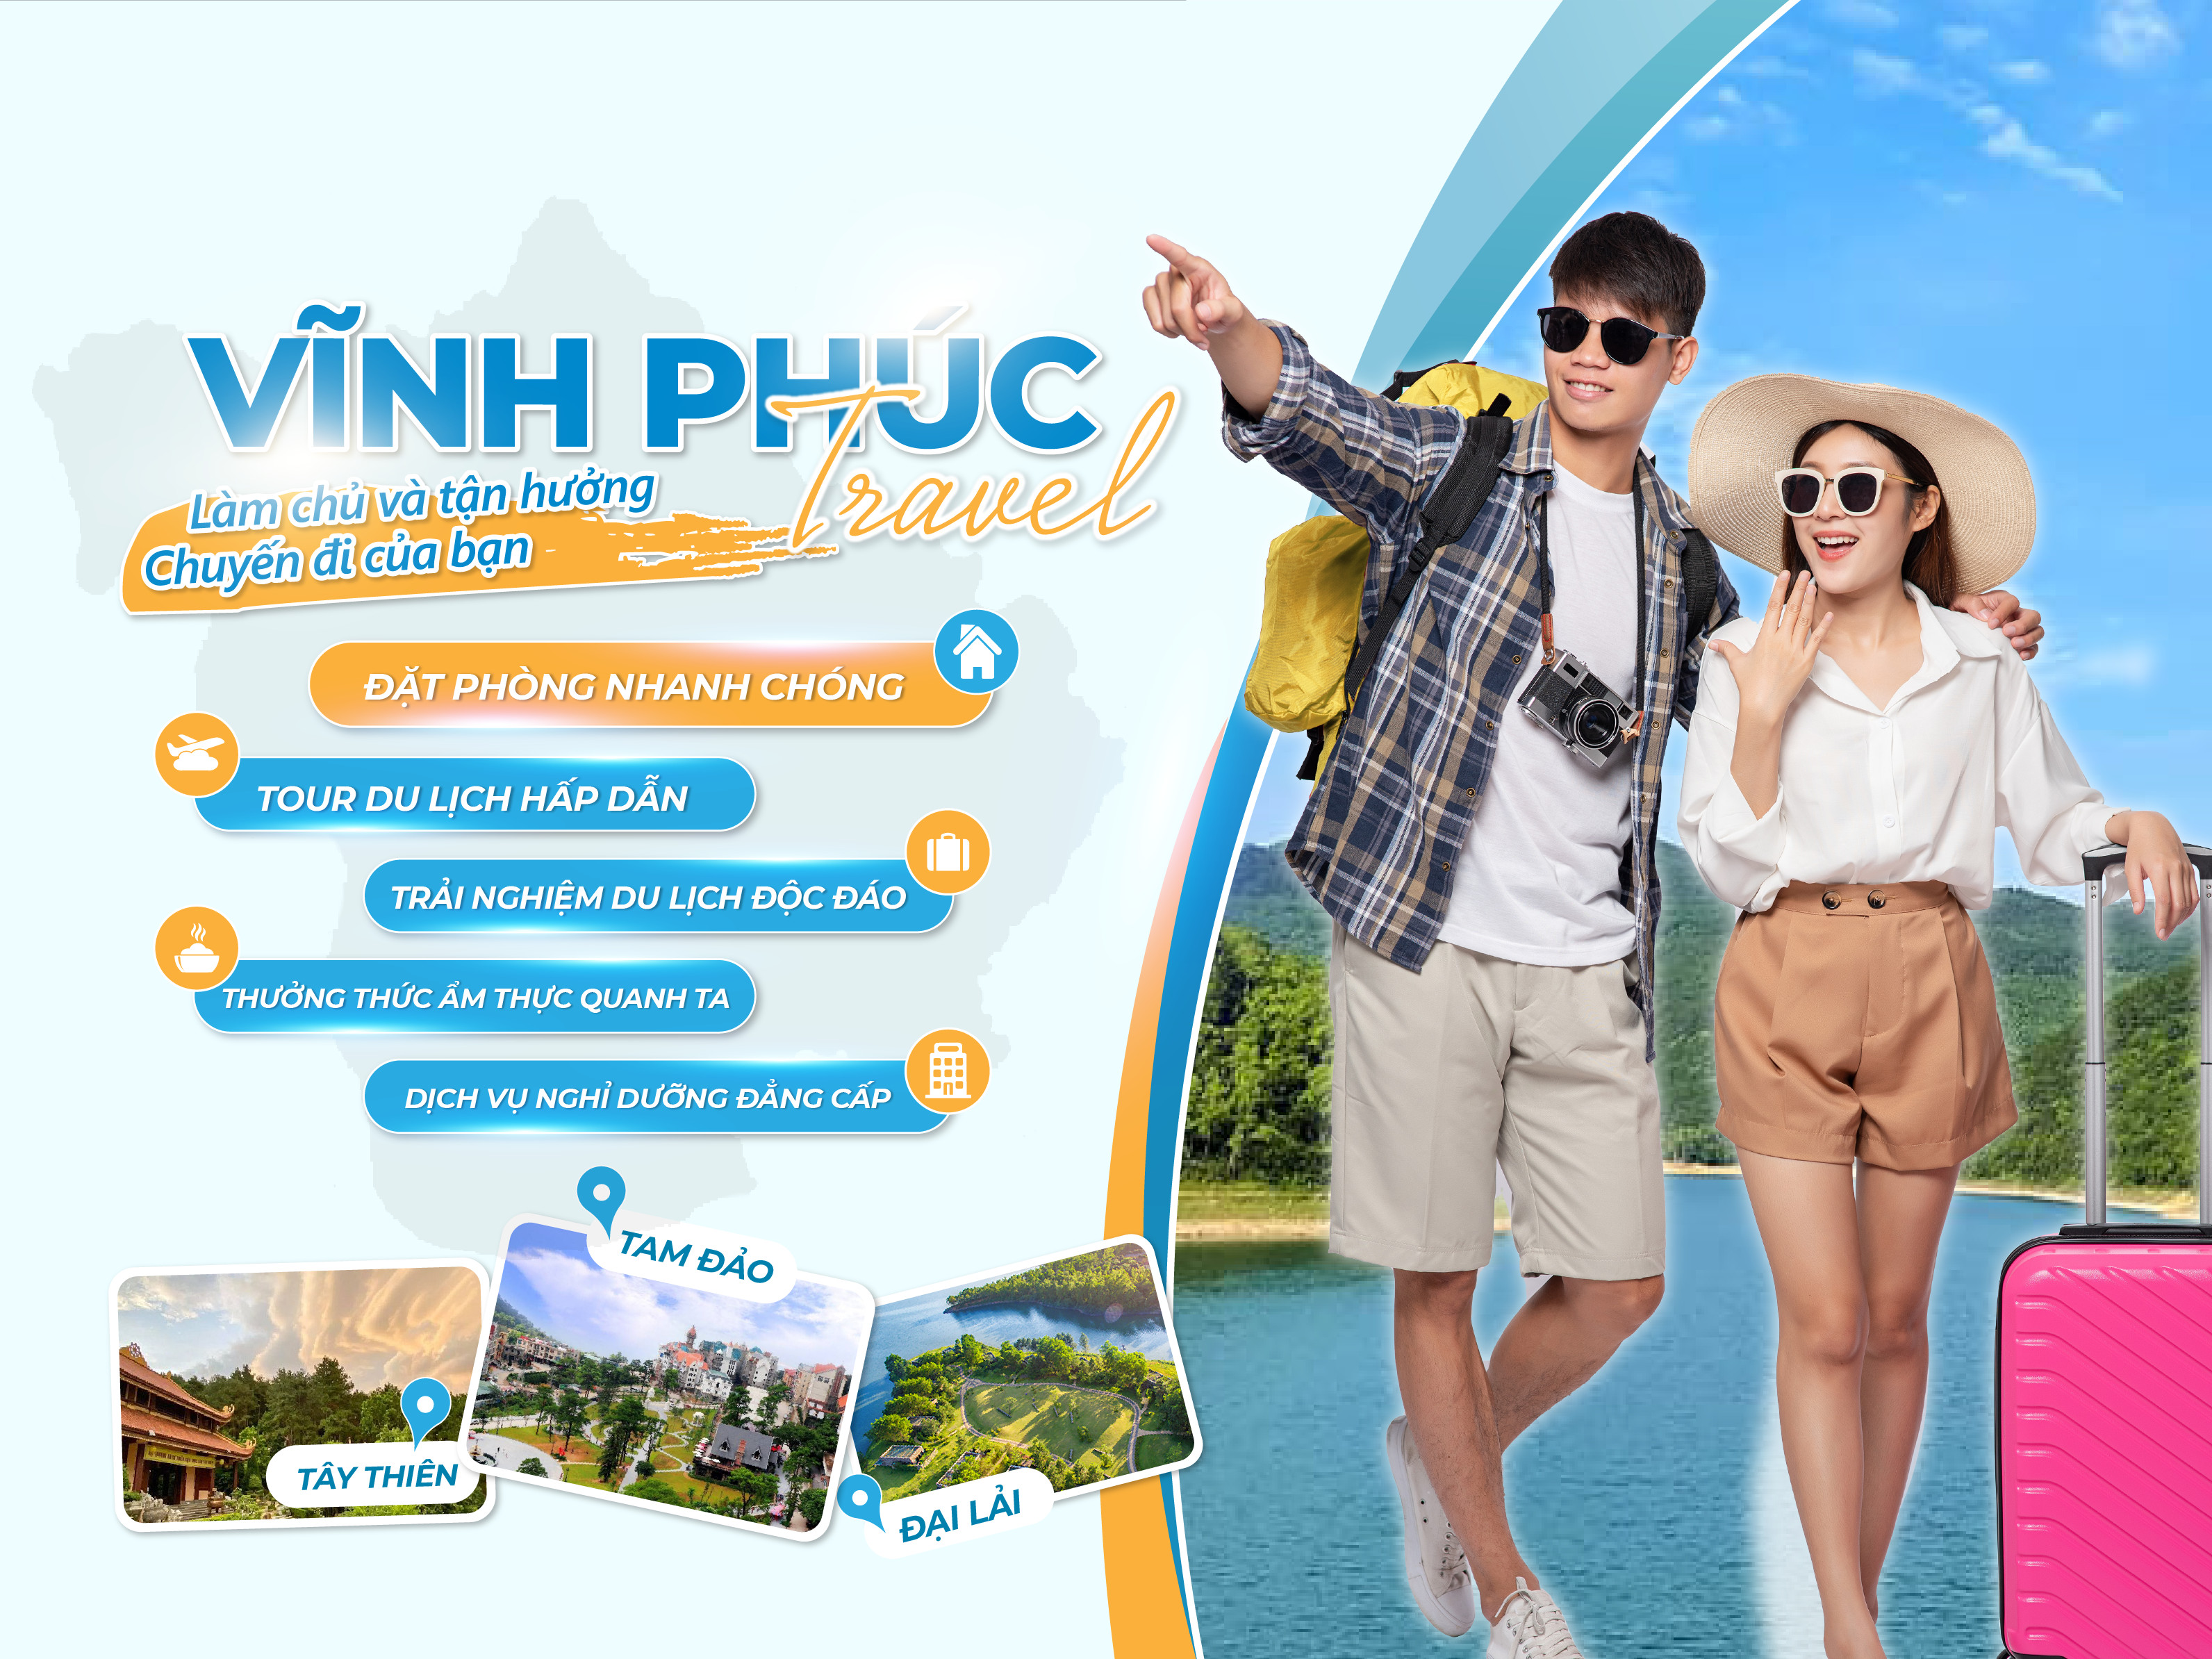 VĨNH PHÚC
Travel
Làm chủ và tận hưởng
Chuyến đi của bạn
ĐẶT PHÒNG NHANH CHÓNG
TOUR DU LỊCH HẤP DẪN
TRẢI NGHIỆM DU LỊCH ĐỘC ĐÁO
THƯỞNG THỨC ẨM THỰC QUANH TA
DỊCH VỤ NGHỈ DƯỠNG ĐẲNG CẤP
TAM ĐẢO
TÂY THIÊN
ĐẠI LẢI